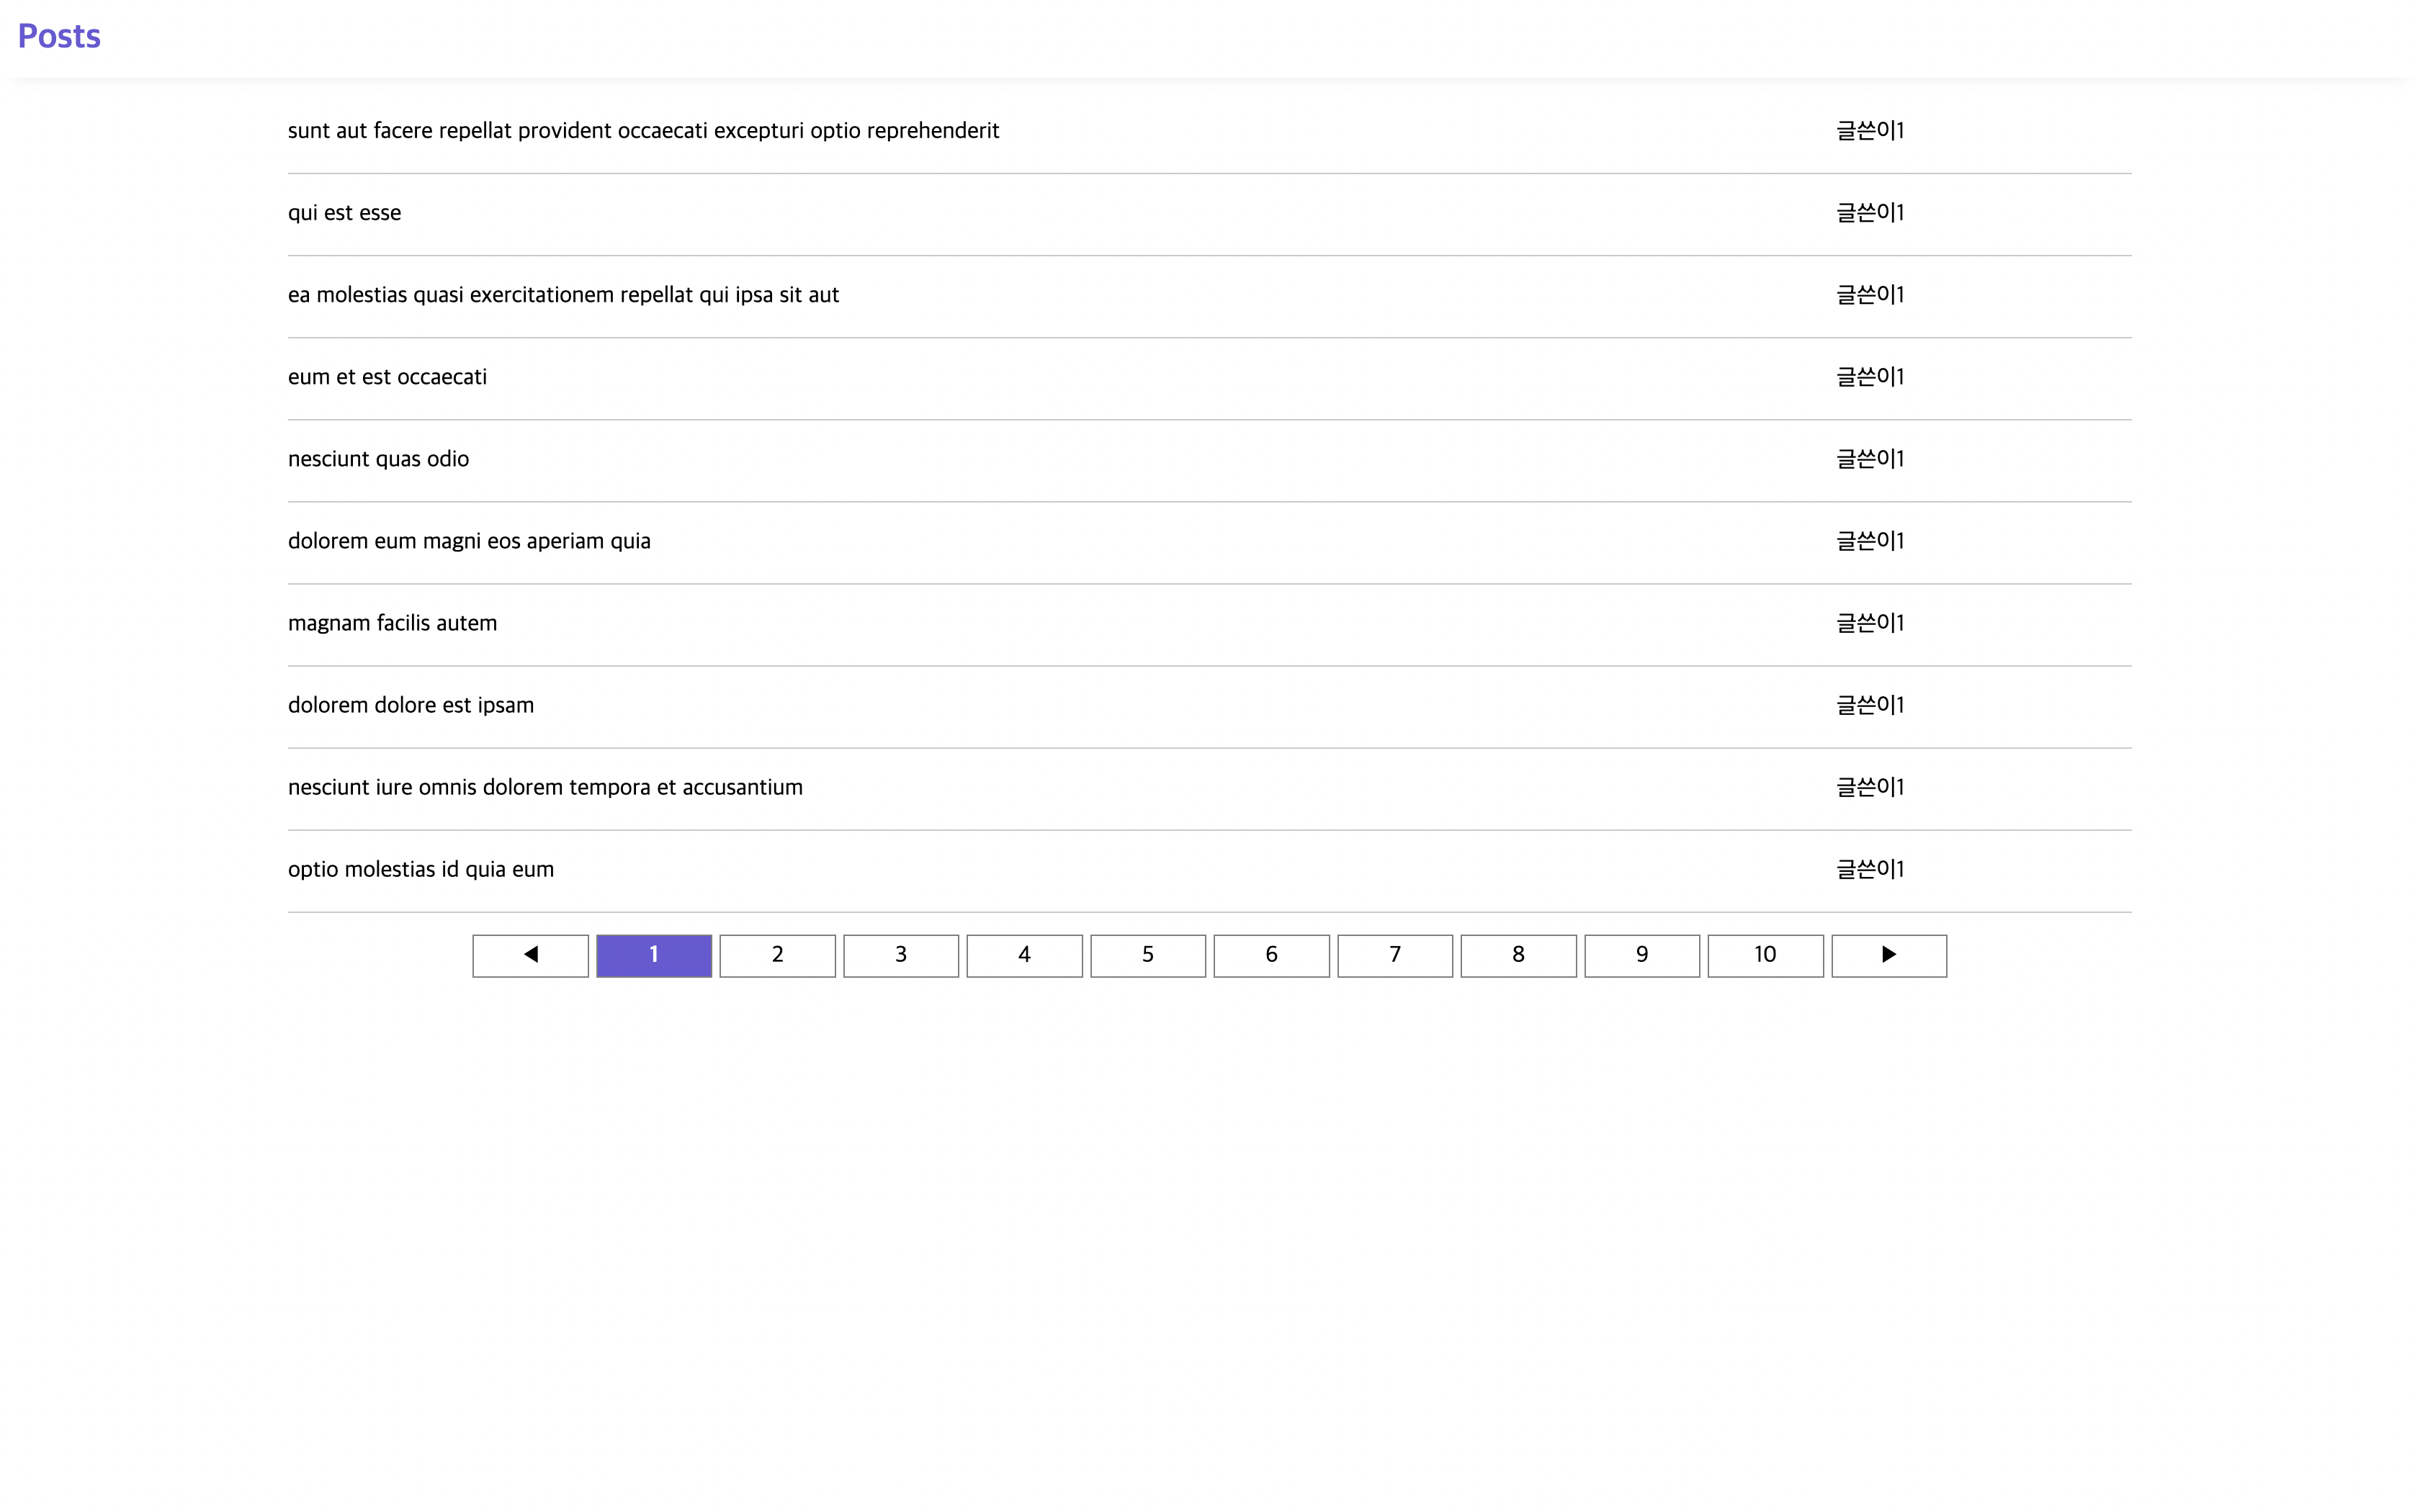 Posts
sunt aut facere repellat provident occaecati excepturi optio reprehenderit 글쓴이1
qui est esse 글쓴이1
ea molestias quasi exercitationem repellat qui ipsa sit aut 글쓴이1
eum et est occaecati 글쓴이1
nesciunt quas odio 글쓴이1
dolorem eum magni eos aperiam quia 글쓴이1
magnam facilis autem 글쓴이1
dolorem dolore est ipsam 글쓴이1
nesciunt iure omnis dolorem tempora et accusantium 글쓴이1
optio molestias id quia eum 글쓴이1
◀ 1 2 3 4 5 6 7 8 9 10 ▶